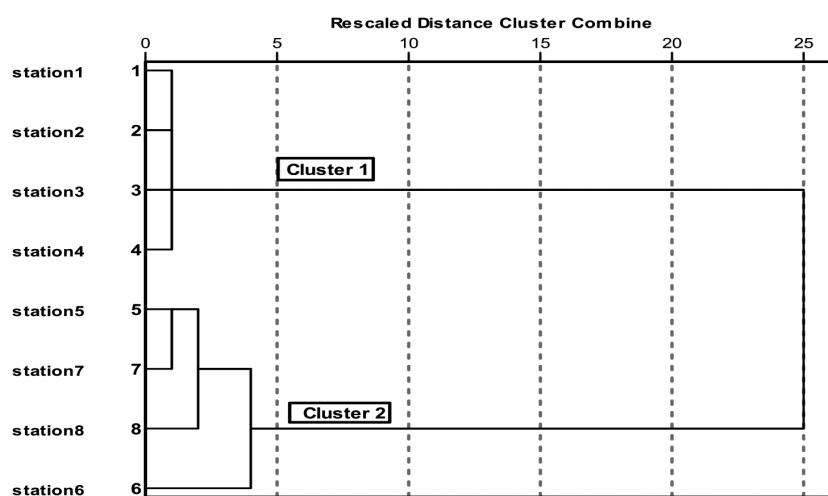 Rescaled Distance Cluster Combine
0 5 10 15 20 25
station1 1
station2 2
Cluster 1
station3 3
station4 4
station5 5
station7 7
Cluster 2
station8 8
station6 6